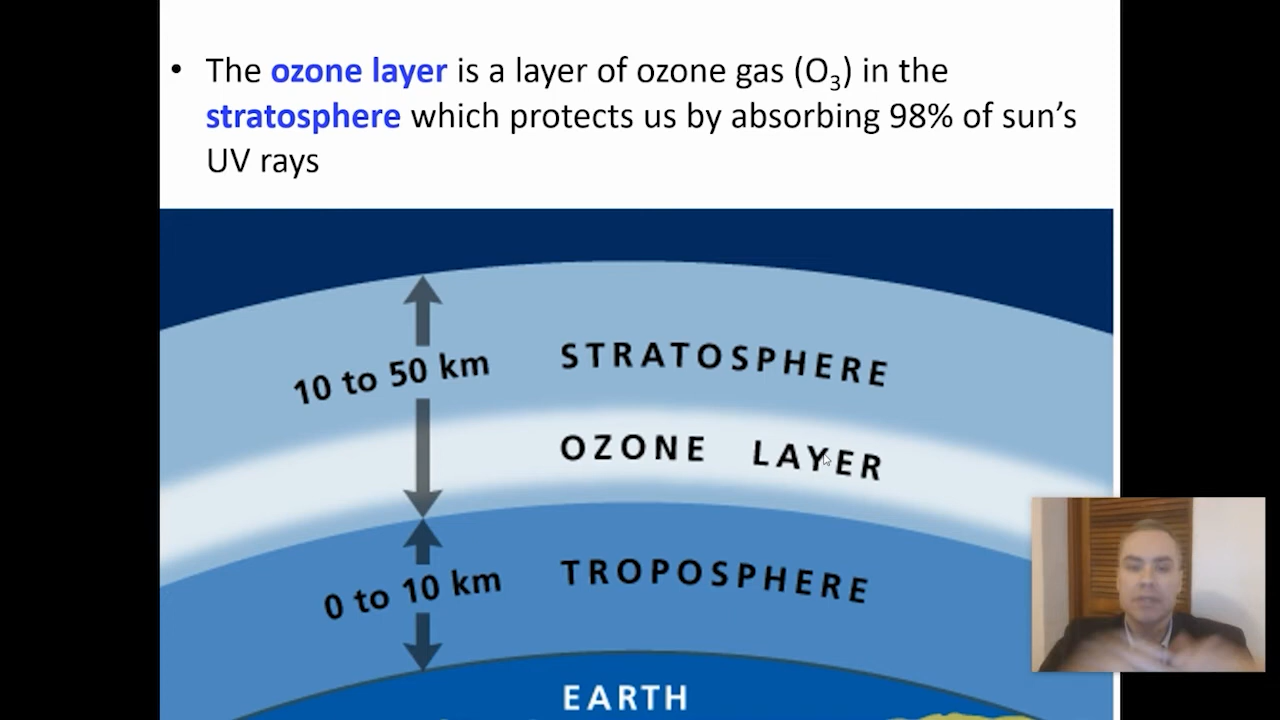 • The ozone layer is a layer of ozone gas (O₃) in the
stratosphere which protects us by absorbing 98% of sun's
UV rays
10 to 50 km STRATOSPHERE
OZONE LAYER
0 to 10 km TROPOSPHERE
EARTH